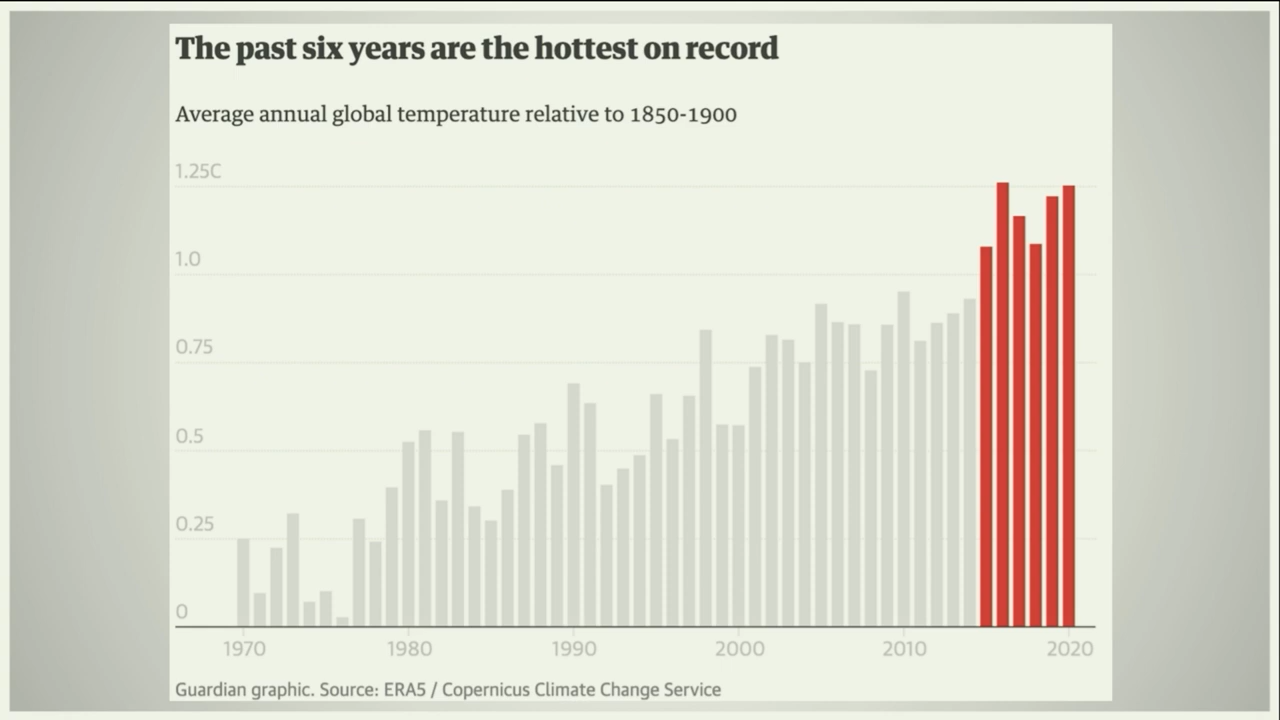 The past six years are the hottest on record
Average annual global temperature relative to 1850-1900
1.25C
1.0
0.75
0.5
0.25
0
1970 1980 1990 2000 2010 2020
Guardian graphic. Source: ERA5 / Copernicus Climate Change Service